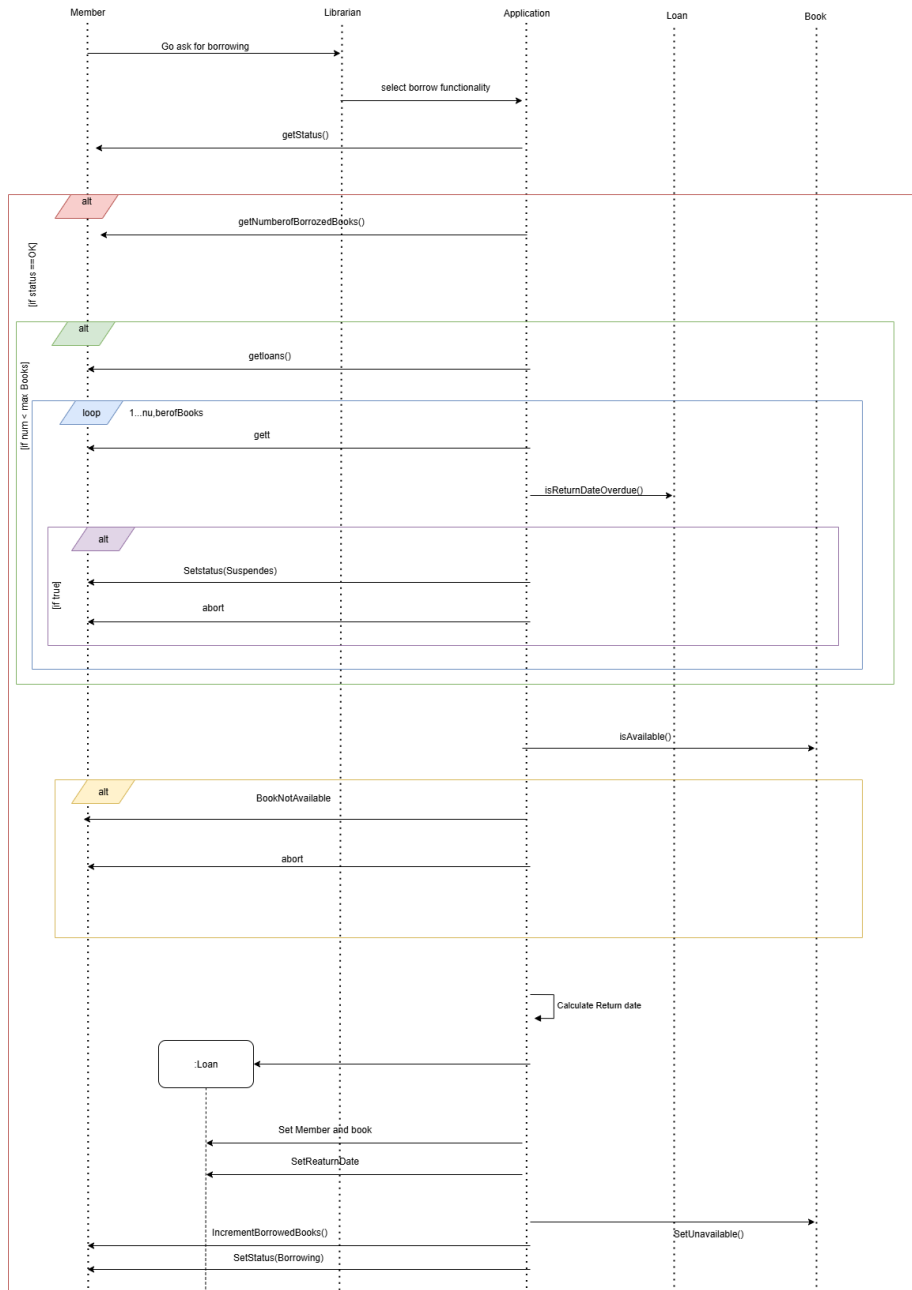 Member
Librarian
Application
Loan
Book
Go ask for borrowing
select borrow functionality
getStatus()
alt
getNumberofBorrozedBooks()
[if status ==OK]
alt
getloans()
[if num < max Books]
loop
1...nu,berofBooks
gett
isReturnDateOverdue()
alt
Setstatus(Suspendes)
[if true]
abort
isAvailable()
alt
BookNotAvailable
abort
Calculate Return date
:Loan
Set Member and book
SetReaturnDate
IncrementBorrowedBooks()
SetUnavailable()
SetStatus(Borrowing)